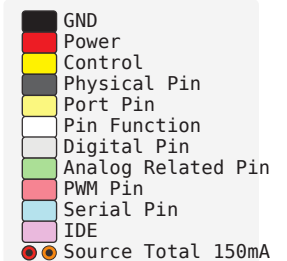 GND
Power
Control
Physical Pin
Port Pin
Pin Function
Digital Pin
Analog Related Pin
PWM Pin
Serial Pin
IDE
Source Total 150mA